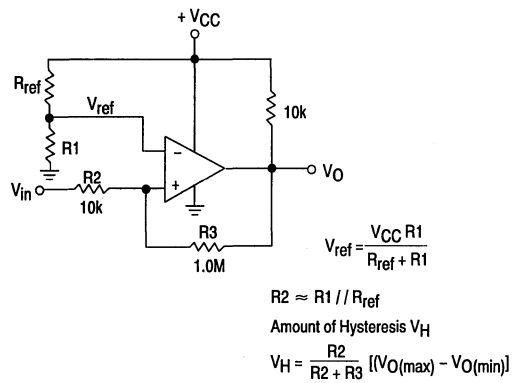 + VCC
Rref
Vref
10k
R1
−
+
VO
Vin
R2
10k
R3
1.0M
Vref = VCC R1 / Rref + R1
R2 ≈ R1 // Rref
Amount of Hysteresis VH
VH = R2 / R2 + R3 [(VO(max) − VO(min)]